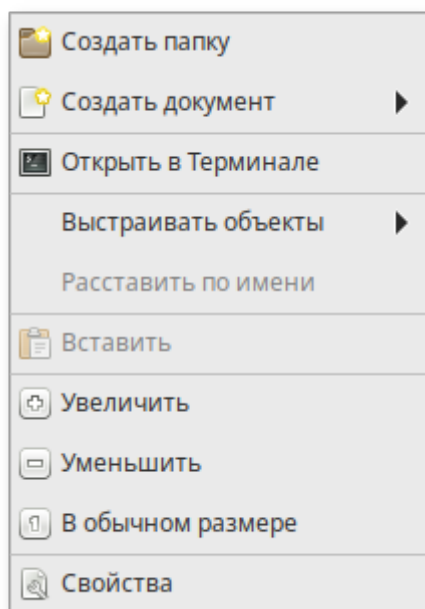 Создать папку
Создать документ
Открыть в Терминале
Выстраивать объекты
Расставить по имени
Вставить
Увеличить
Уменьшить
В обычном размере
Свойства